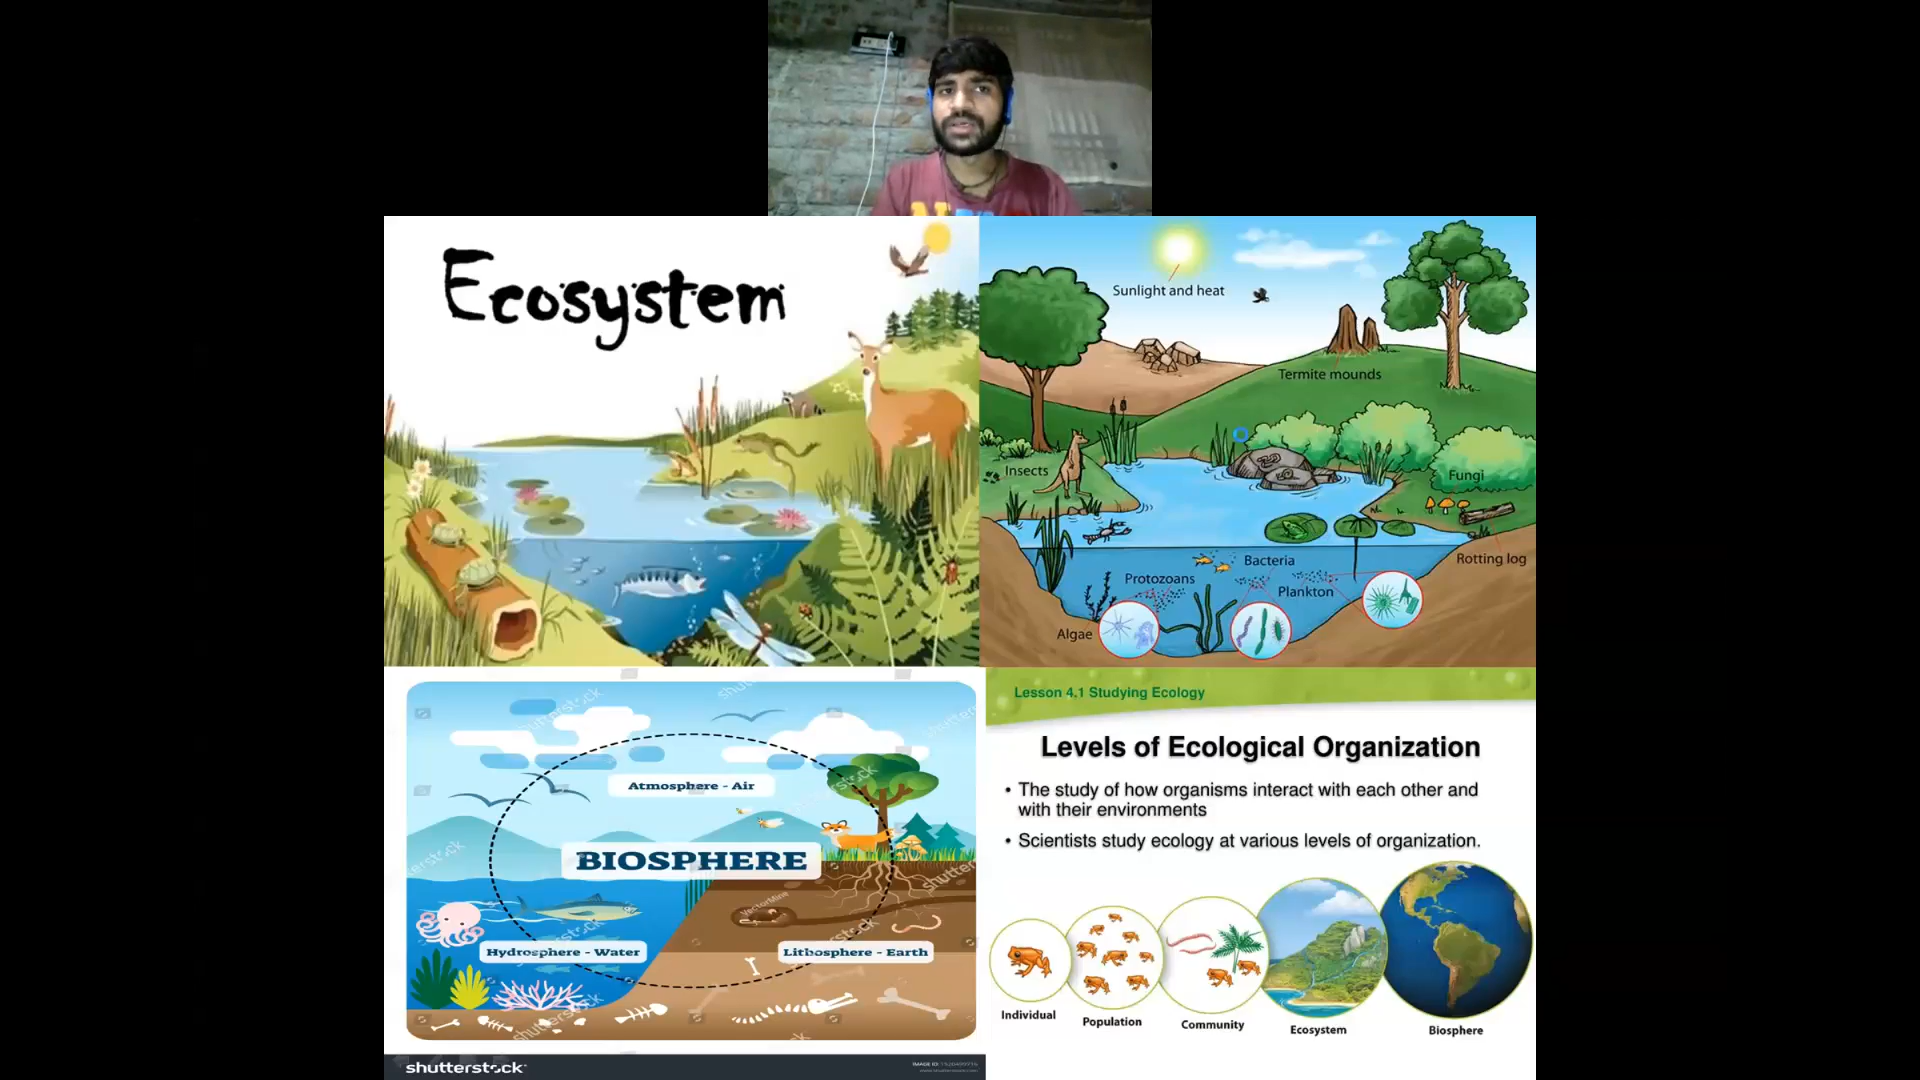 Ecosystem
Sunlight and heat
Termite mounds
Insects
Fungi
Rotting log
Bacteria
Protozoans
Plankton
Algae
Atmosphere - Air
BIOSPHERE
VectorMine
Hydrosphere - Water
Lithosphere - Earth
shutterstock
shutterstock
Lesson 4.1 Studying Ecology
Levels of Ecological Organization
• The study of how organisms interact with each other and
with their environments
• Scientists study ecology at various levels of organization.
Individual
Population
Community
Ecosystem
Biosphere